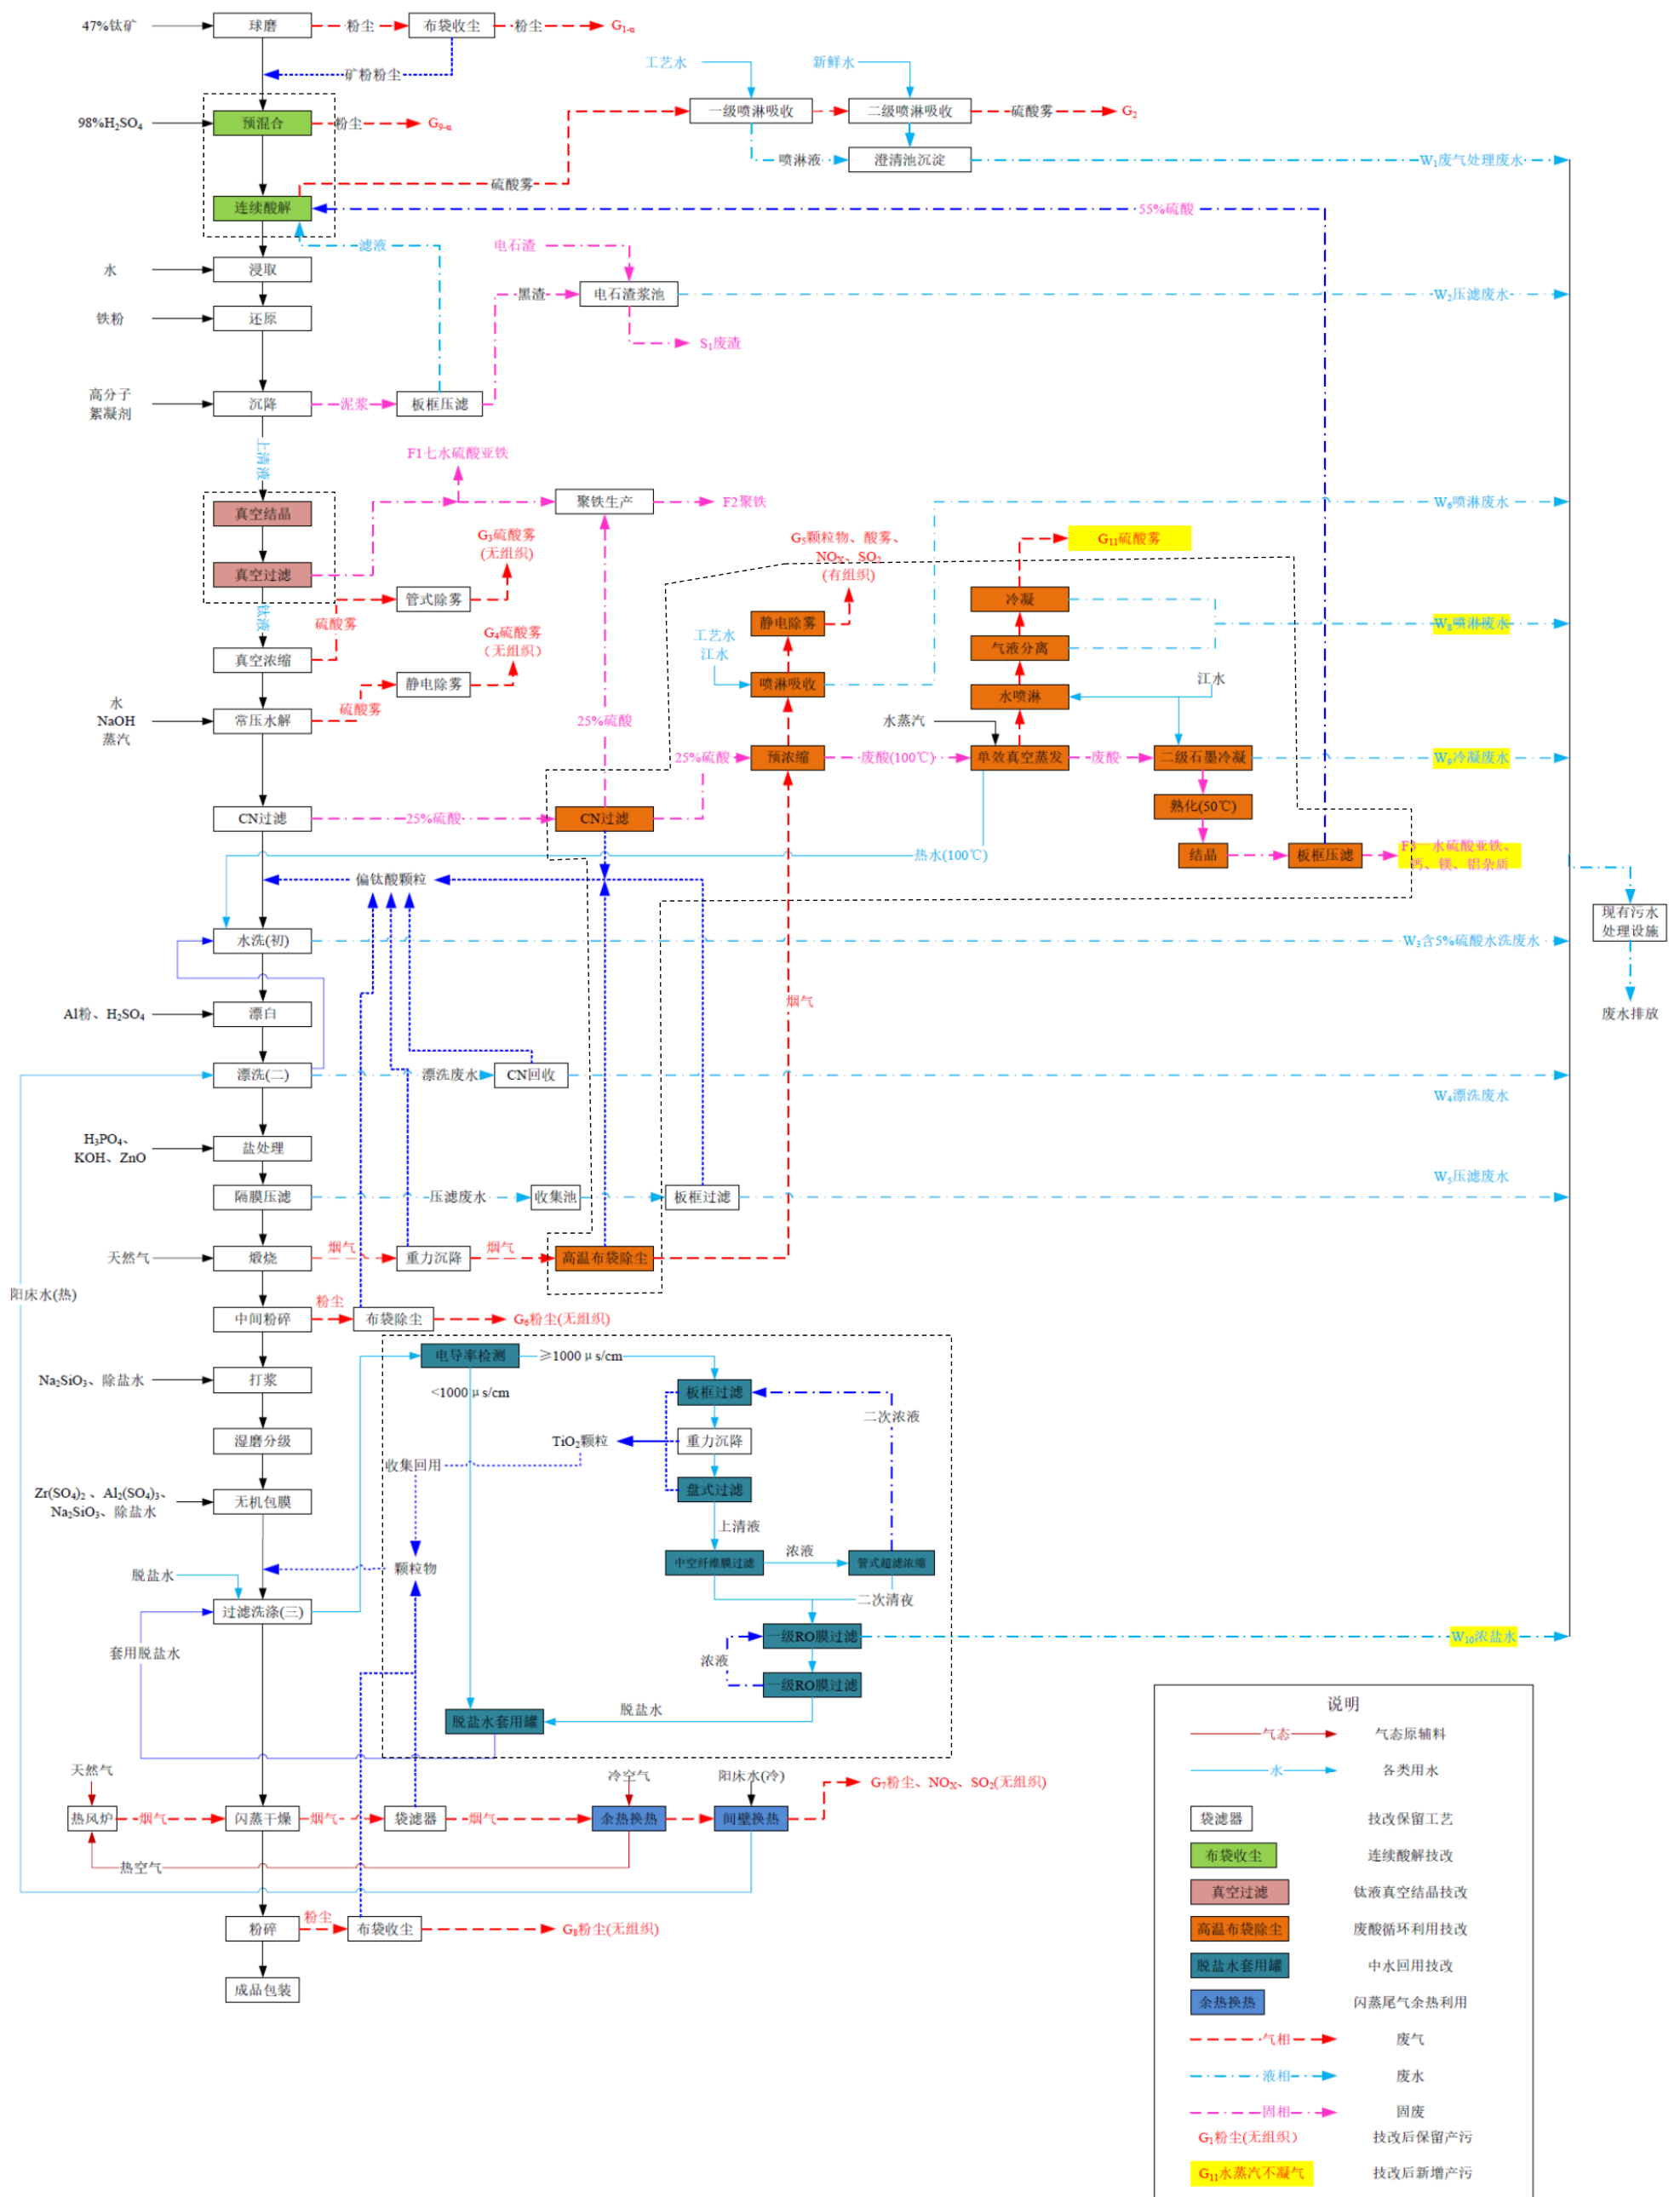 47%钛矿
球磨
粉尘
布袋收尘
粉尘
G1-u
矿粉粉尘
工艺水
新鲜水
98%H2SO4
预混合
粉尘
G9-u
一级喷淋吸收
二级喷淋吸收
硫酸雾
G2
喷淋液
澄清池沉淀
W1废气处理废水
硫酸雾
连续酸解
55%硫酸
滤液
电石渣
水
浸取
黑渣
电石渣浆池
W2压滤废水
铁粉
还原
S1废渣
高分子
絮凝剂
沉降
泥浆
板框压滤
上清液
F1七水硫酸亚铁
真空结晶
聚铁生产
F2聚铁
W6喷淋废水
G3硫酸雾
(无组织)
G5颗粒物、酸雾、
NOX、SO2
(有组织)
G11硫酸雾
真空过滤
钛液
硫酸雾
管式除雾
冷凝
静电除雾
W8喷淋废水
G4硫酸雾
(无组织)
工艺水
江水
气液分离
真空浓缩
静电除雾
喷淋吸收
水喷淋
江水
硫酸雾
水
NaOH
蒸汽
常压水解
25%硫酸
水蒸汽
25%硫酸
预浓缩
废酸(100℃)
单效真空蒸发
废酸
二级石墨冷凝
W9冷凝废水
熟化(50℃)
CN过滤
25%硫酸
CN过滤
热水(100℃)
结晶
板框压滤
F3一水硫酸亚铁、
钙、镁、铝杂质
偏钛酸颗粒
现有污水
处理设施
水洗(初)
W3含5%硫酸水洗废水
烟气
Al粉、H2SO4
漂白
废水排放
漂洗(二)
漂洗废水
CN回收
W4漂洗废水
H3PO4、
KOH、ZnO
盐处理
隔膜压滤
压滤废水
收集池
板框过滤
W5压滤废水
天然气
煅烧
烟气
重力沉降
烟气
高温布袋除尘
阳床水(热)
中间粉碎
粉尘
布袋除尘
G6粉尘(无组织)
电导率检测
≥1000μs/cm
<1000μs/cm
Na2SiO3、除盐水
打浆
板框过滤
二次浓液
湿磨分级
TiO2颗粒
重力沉降
收集回用
盘式过滤
Zr(SO4)2 、Al2(SO4)3、
Na2SiO3、除盐水
无机包膜
上清液
中空纤维膜过滤
浓液
管式超滤浓缩
颗粒物
脱盐水
二次清夜
过滤洗涤(三)
一级RO膜过滤
W10浓盐水
套用脱盐水
浓液
一级RO膜过滤
脱盐水
脱盐水套用罐
天然气
冷空气
阳床水(冷)
G7粉尘、NOX、SO2(无组织)
热风炉
烟气
闪蒸干燥
烟气
袋滤器
烟气
余热换热
间壁换热
热空气
粉碎
粉尘
布袋收尘
G8粉尘(无组织)
成品包装
说明
气态
气态原辅料
水
各类用水
袋滤器
技改保留工艺
布袋收尘
连续酸解技改
真空过滤
钛液真空结晶技改
高温布袋除尘
废酸循环利用技改
脱盐水套用罐
中水回用技改
余热换热
闪蒸尾气余热利用
气相
废气
液相
废水
固相
固废
G1粉尘(无组织)
技改后保留产污
G11水蒸汽不凝气
技改后新增产污